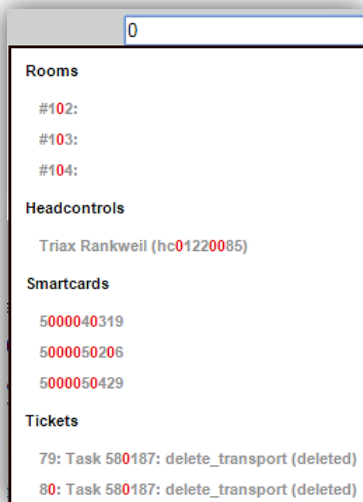 0
Rooms
#102:
#103:
#104:
Headcontrols
Triax Rankweil (hc01220085)
Smartcards
5000040319
5000050206
5000050429
Tickets
79: Task 580187: delete_transport (deleted)
80: Task 580187: delete_transport (deleted)